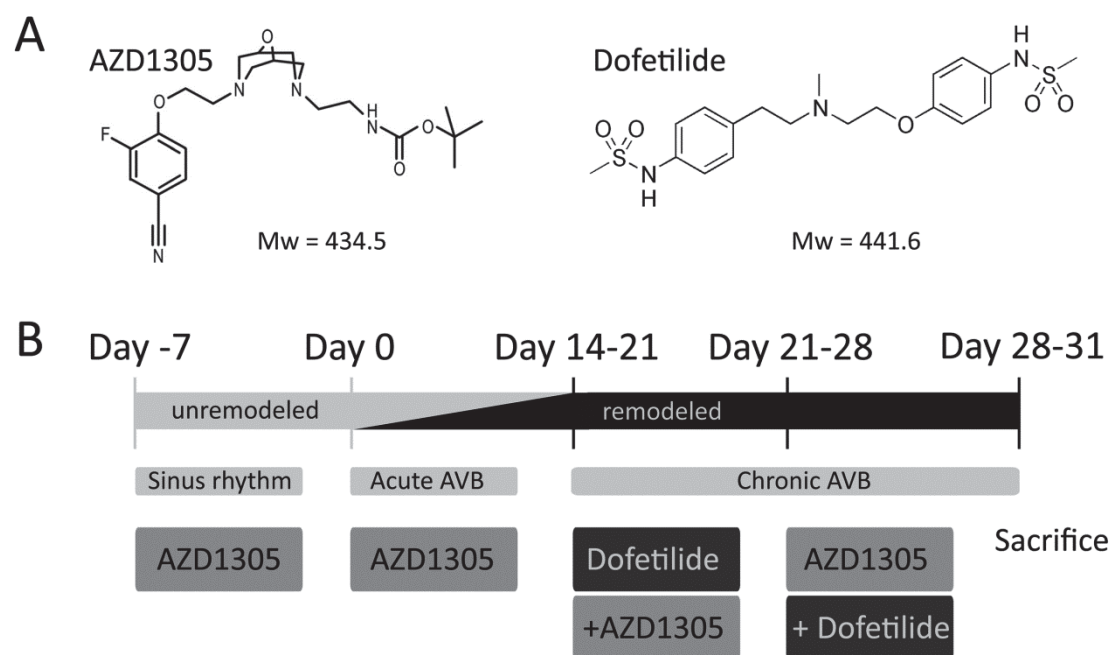 A
AZD1305
O
N
N
O
F
H
N
O
O
N
Mw = 434.5
Dofetilide
H
N
S
O
O
N
O
O
O
S
N
H
Mw = 441.6
B
Day -7
Day 0
Day 14-21
Day 21-28
Day 28-31
unremodeled
remodeled
Sinus rhythm
Acute AVB
Chronic AVB
AZD1305
AZD1305
Dofetilide
+AZD1305
AZD1305
+ Dofetilide
Sacrifice